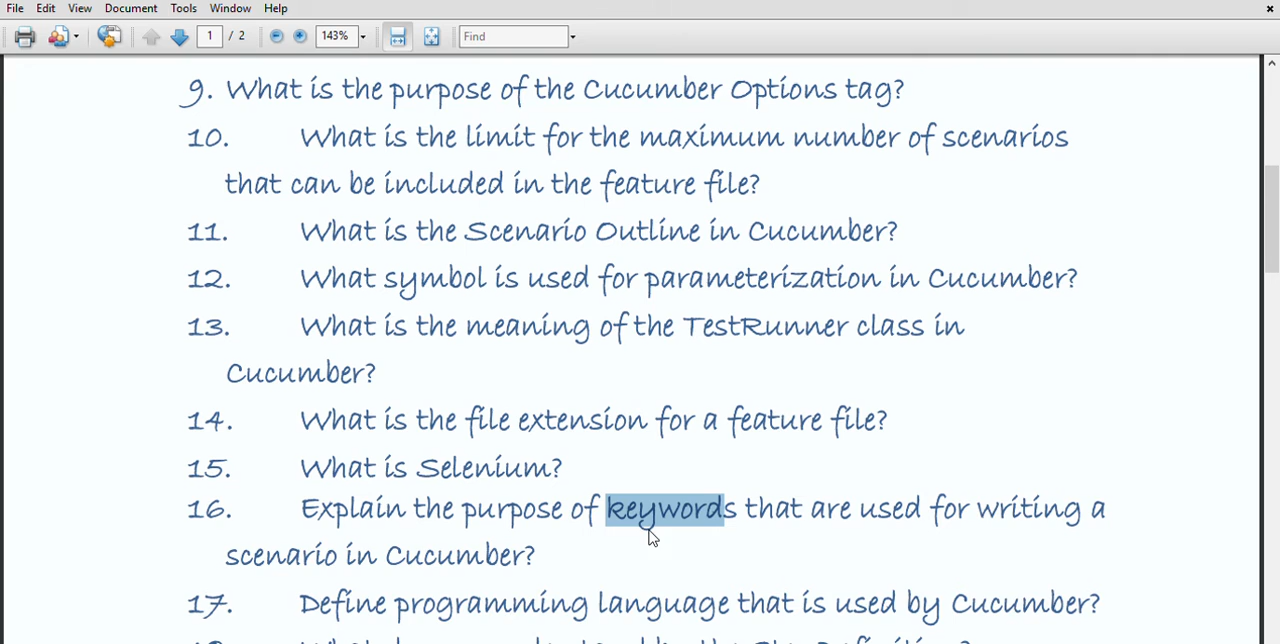 File Edit View Document Tools Window Help
1 / 2 143% Find
9. What is the purpose of the Cucumber Options tag?
10. What is the limit for the maximum number of scenarios
that can be included in the feature file?
11. What is the Scenario Outline in Cucumber?
12. What symbol is used for parameterization in Cucumber?
13. What is the meaning of the TestRunner class in
Cucumber?
14. What is the file extension for a feature file?
15. What is Selenium?
16. Explain the purpose of keywords that are used for writing a
scenario in Cucumber?
17. Define programming language that is used by Cucumber?